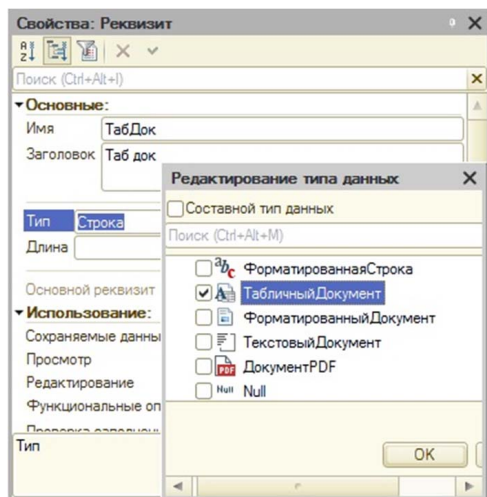 Свойства: Реквизит
Поиск (Ctrl+Alt+I)
Основные:
Имя ТабДок
Заголовок Таб док
Тип Строка
Длина
Основной реквизит
Использование:
Сохраняемые данны
Просмотр
Редактирование
Функциональные оп
Тип
Редактирование типа данных
Составной тип данных
Поиск (Ctrl+Alt+M)
ФорматированнаяСтрока
ТабличныйДокумент
ФорматированныйДокумент
ТекстовыйДокумент
PDF ДокументPDF
Null Null
OK